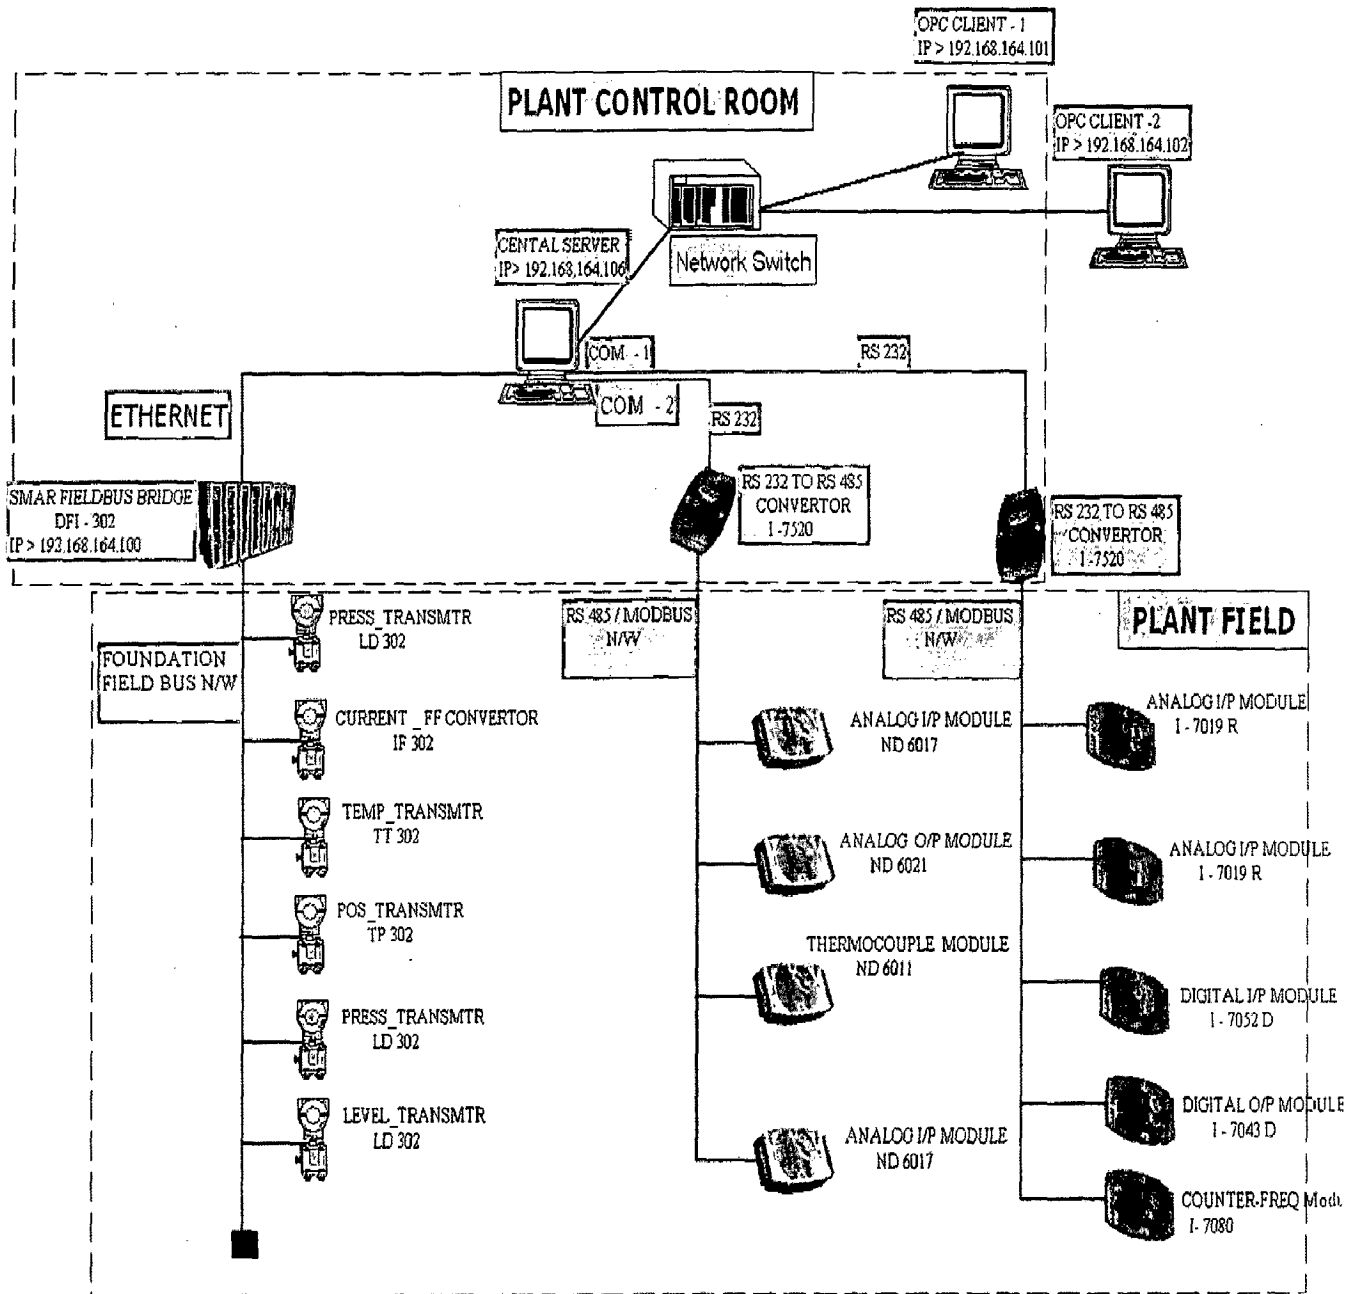 OPC CLIENT - 1
IP > 192.168.164.101
PLANT CONTROL ROOM
OPC CLIENT -2
IP > 192.168.164.102
CENTAL SERVER
IP> 192.168.164.106
Network Switch
COM - 1
RS 232
COM - 2
RS 232
ETHERNET
SMAR FIELDBUS BRIDGE
DFI - 302
IP > 192.168.164.100
RS 232 TO RS 485
CONVERTOR
I -7520
RS 232 TO RS 485
CONVERTOR
I -7520
PLANT FIELD
FOUNDATION
FIELD BUS N/W
PRESS_TRANSMTR
LD 302
CURRENT _FF CONVERTOR
IF 302
TEMP_TRANSMTR
TT 302
POS_TRANSMTR
TP 302
PRESS_TRANSMTR
LD 302
LEVEL_TRANSMTR
LD 302
RS 485 / MODBUS
N/W
ANALOG I/P MODULE
ND 6017
ANALOG O/P MODULE
ND 6021
THERMOCOUPLE MODULE
ND 6011
ANALOG I/P MODULE
ND 6017
RS 485 / MODBUS
N/W
ANALOG I/P MODULE
I - 7019 R
ANALOG I/P MODULE
I - 7019 R
DIGITAL I/P MODULE
I - 7052 D
DIGITAL O/P MODULE
I - 7043 D
COUNTER-FREQ Modu
I- 7080